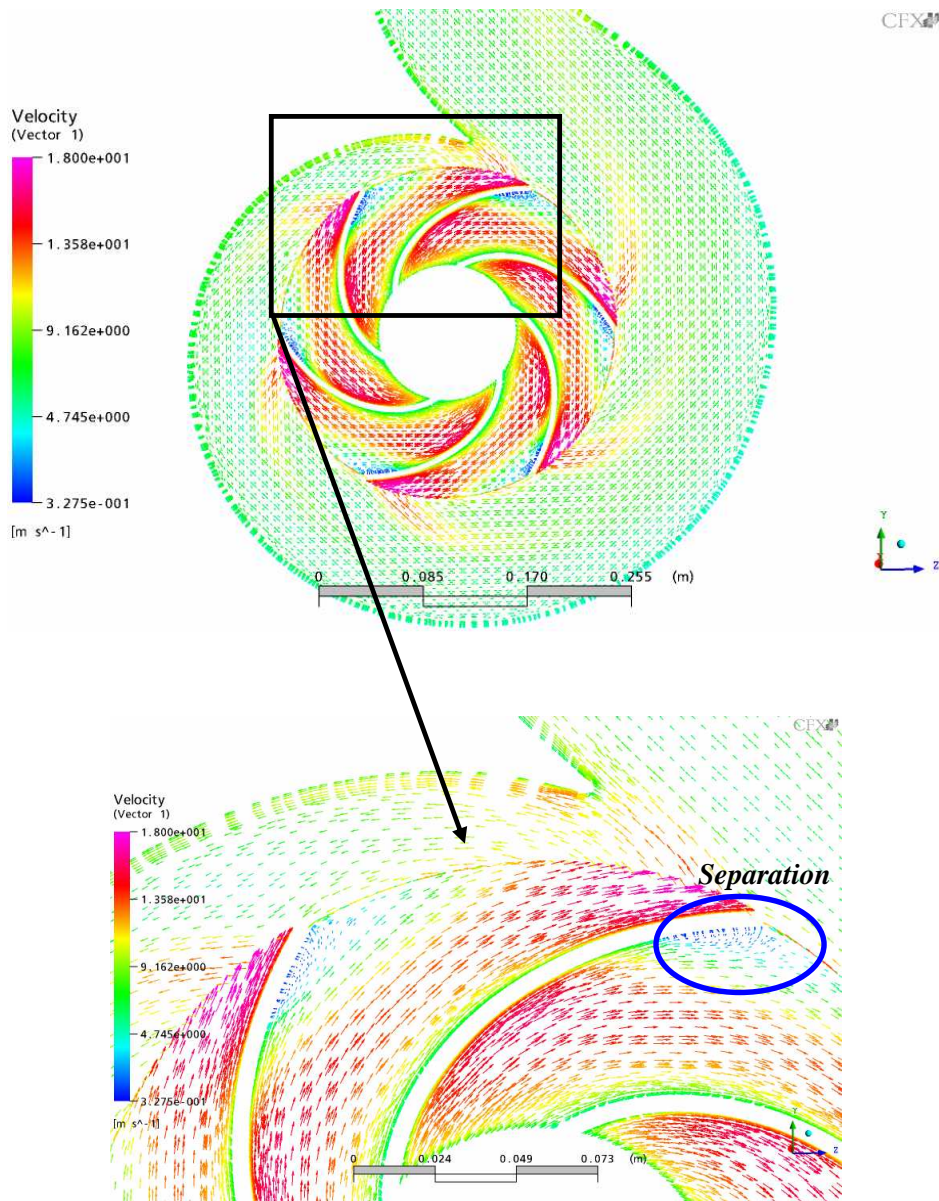 CFX
Velocity
(Vector 1)
1.800e+001
1.358e+001
9.162e+000
4.745e+000
3.275e-001
[m s^-1]
Y
Z
0 0.085 0.170 0.255 (m)
CFX
Velocity
(Vector 1)
1.800e+001
1.358e+001
Separation
9.162e+000
4.745e+000
3.275e-001
[m s^-1]
Y
Z
0 0.024 0.049 0.073 (m)